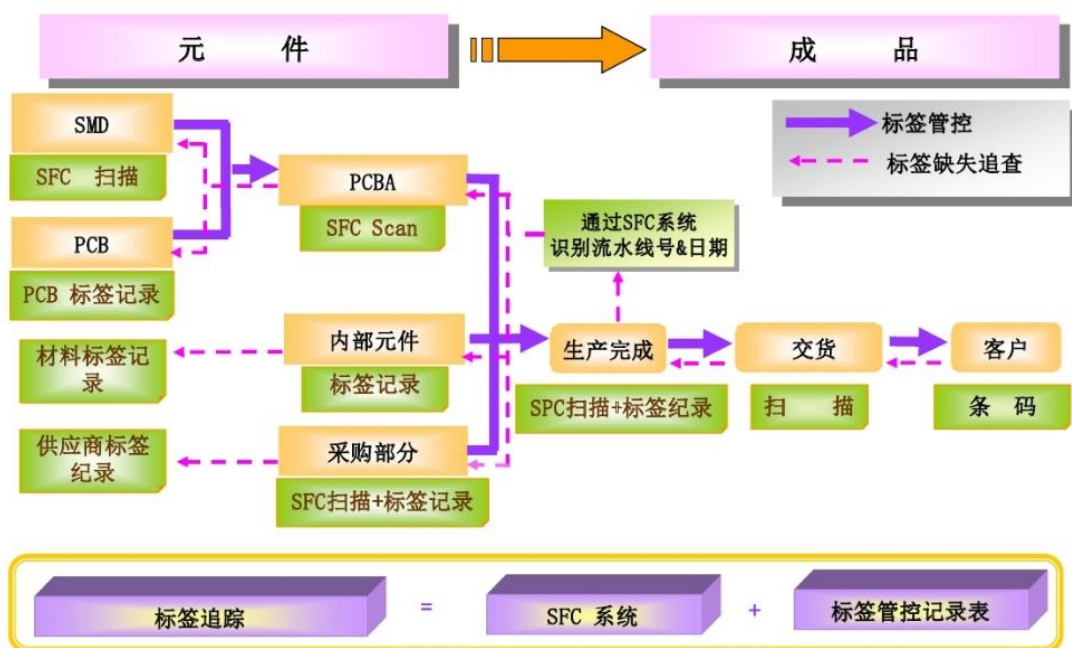 元 件
成 品
标签管控
标签缺失追查
SMD
SFC 扫描
PCB
PCB 标签记录
PCBA
SFC Scan
通过SFC系统
识别流水线号&日期
材料标签记
录
内部元件
标签记录
生产完成
SPC扫描+标签纪录
交货
扫 描
客户
条 码
供应商标签
纪录
采购部分
SFC扫描+标签记录
标签追踪
=
SFC 系统
+
标签管控记录表